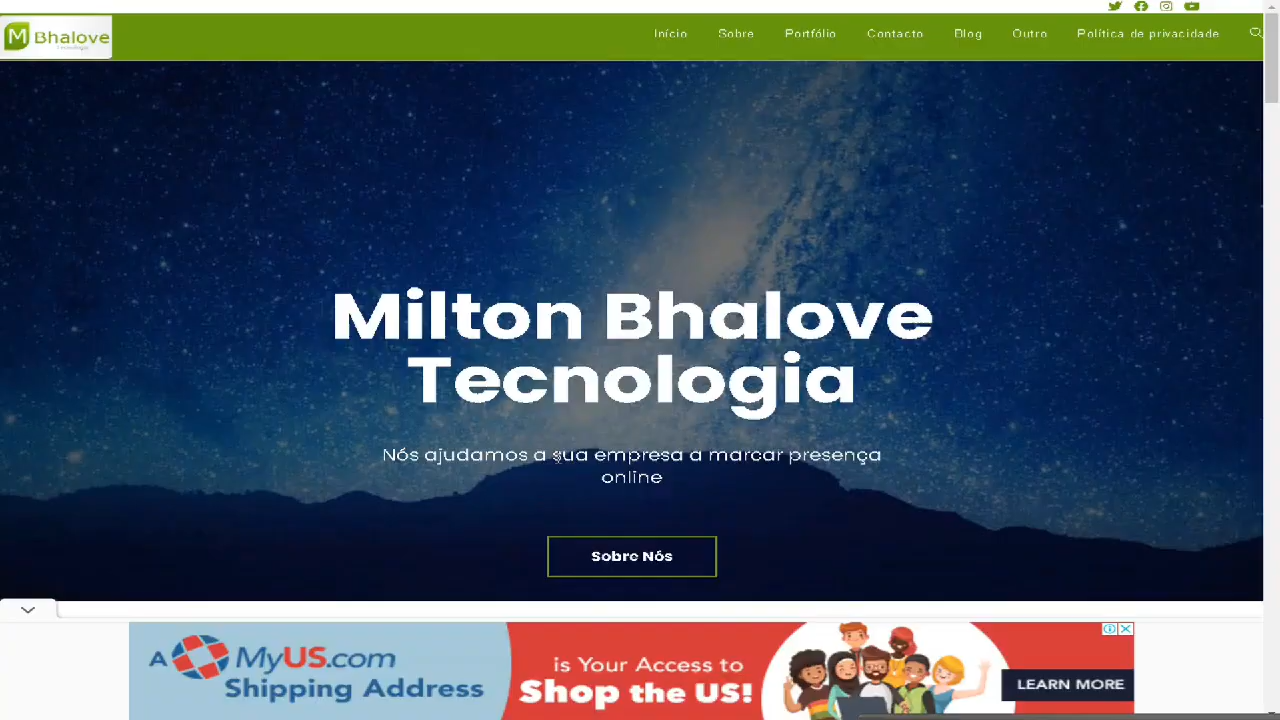 M Bhalove
Tecnologia
Início Sobre Portfólio Contacto Blog Outro Política de privacidade
Milton Bhalove
Tecnologia
Nós ajudamos a sua empresa a marcar presença
online
Sobre Nós
A MyUS.com
Shipping Address
is Your Access to
Shop the US!
LEARN MORE